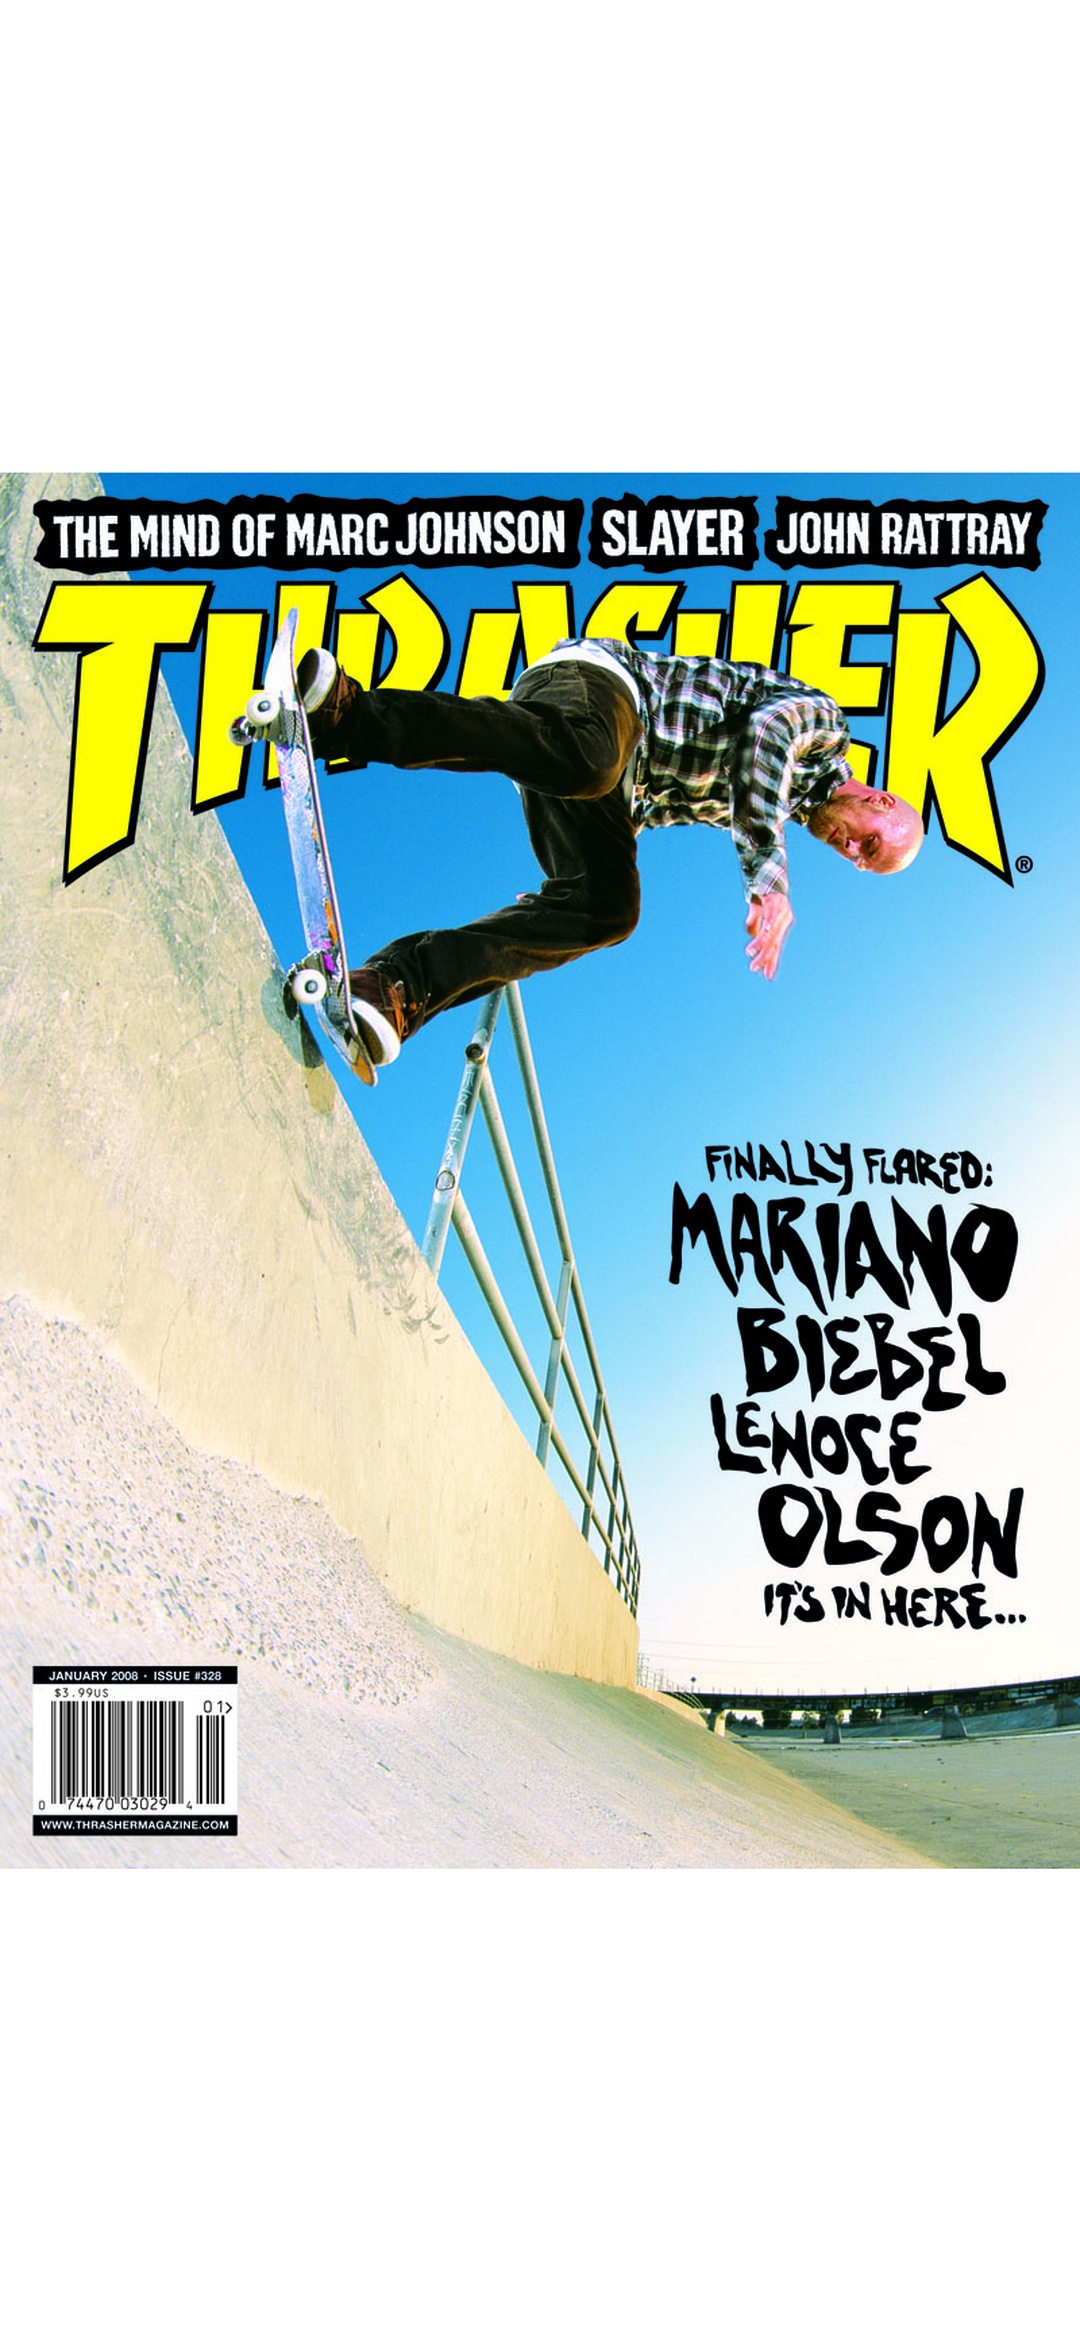 THE MIND OF MARC JOHNSON SLAYER JOHN RATTRAY
THRASHER®
FINALLY FLARED:
MARIANO
BIEBEL
LENOCE
OLSON
IT'S IN HERE...
JANUARY 2008 · ISSUE #328
$3.99US
01>
0 74470 03029 4
WWW.THRASHERMAGAZINE.COM